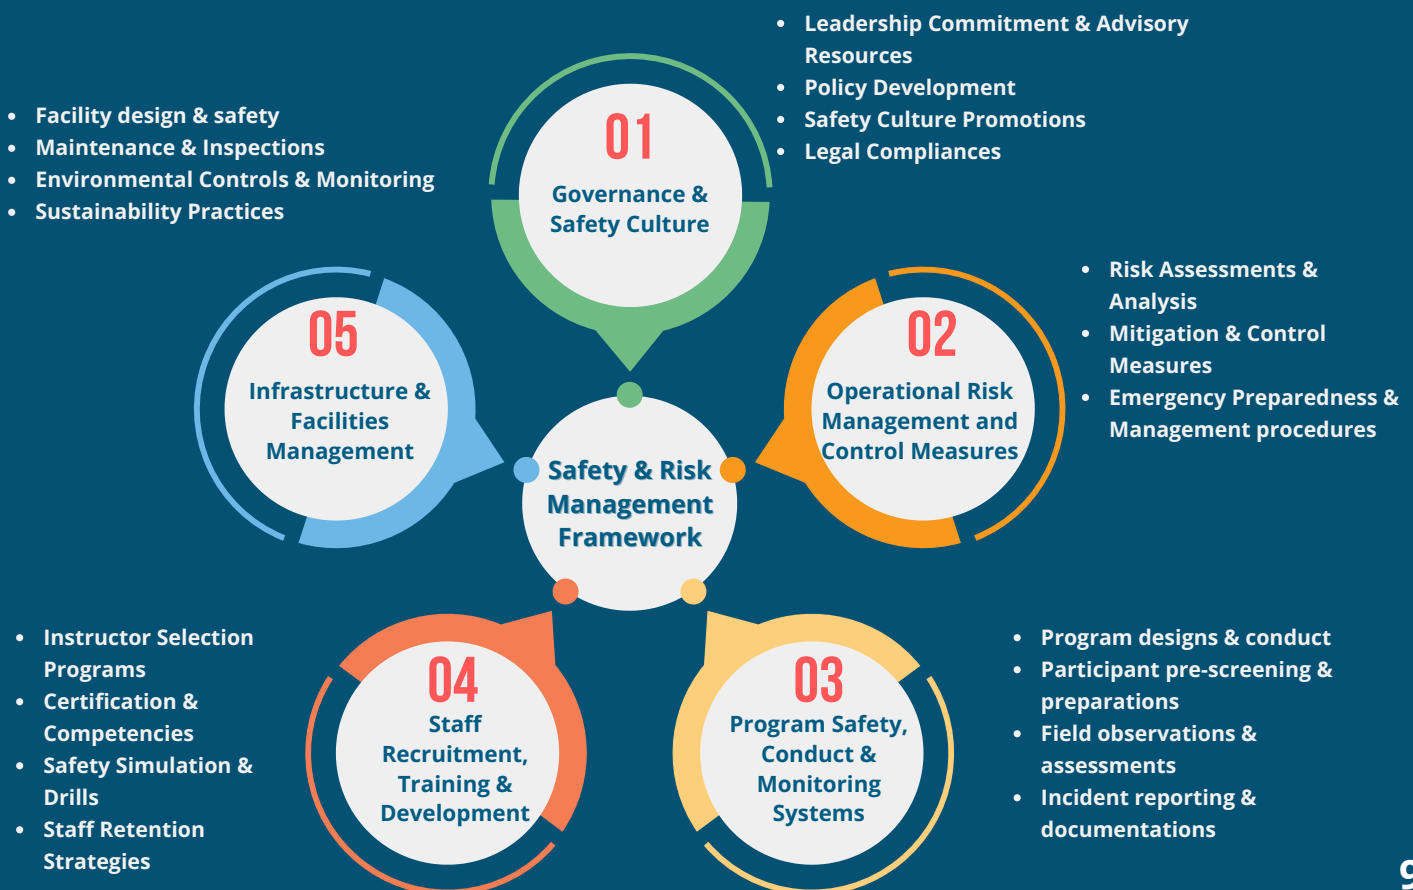 • Leadership Commitment & Advisory
Resources
• Policy Development
• Safety Culture Promotions
• Legal Compliances
• Facility design & safety
• Maintenance & Inspections
• Environmental Controls & Monitoring
• Sustainability Practices
01
Governance &
Safety Culture
• Risk Assessments &
Analysis
• Mitigation & Control
Measures
• Emergency Preparedness &
Management procedures
05
Infrastructure &
Facilities
Management
02
Operational Risk
Management and
Control Measures
Safety & Risk
Management
Framework
• Instructor Selection
Programs
• Certification &
Competencies
• Safety Simulation &
Drills
• Staff Retention
Strategies
04
Staff
Recruitment,
Training &
Development
03
Program Safety,
Conduct &
Monitoring
Systems
• Program designs & conduct
• Participant pre-screening &
preparations
• Field observations &
assessments
• Incident reporting &
documentations